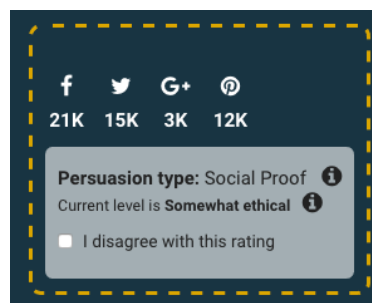 21K 15K 3K 12K
Persuasion type: Social Proof
Current level is Somewhat ethical
I disagree with this rating